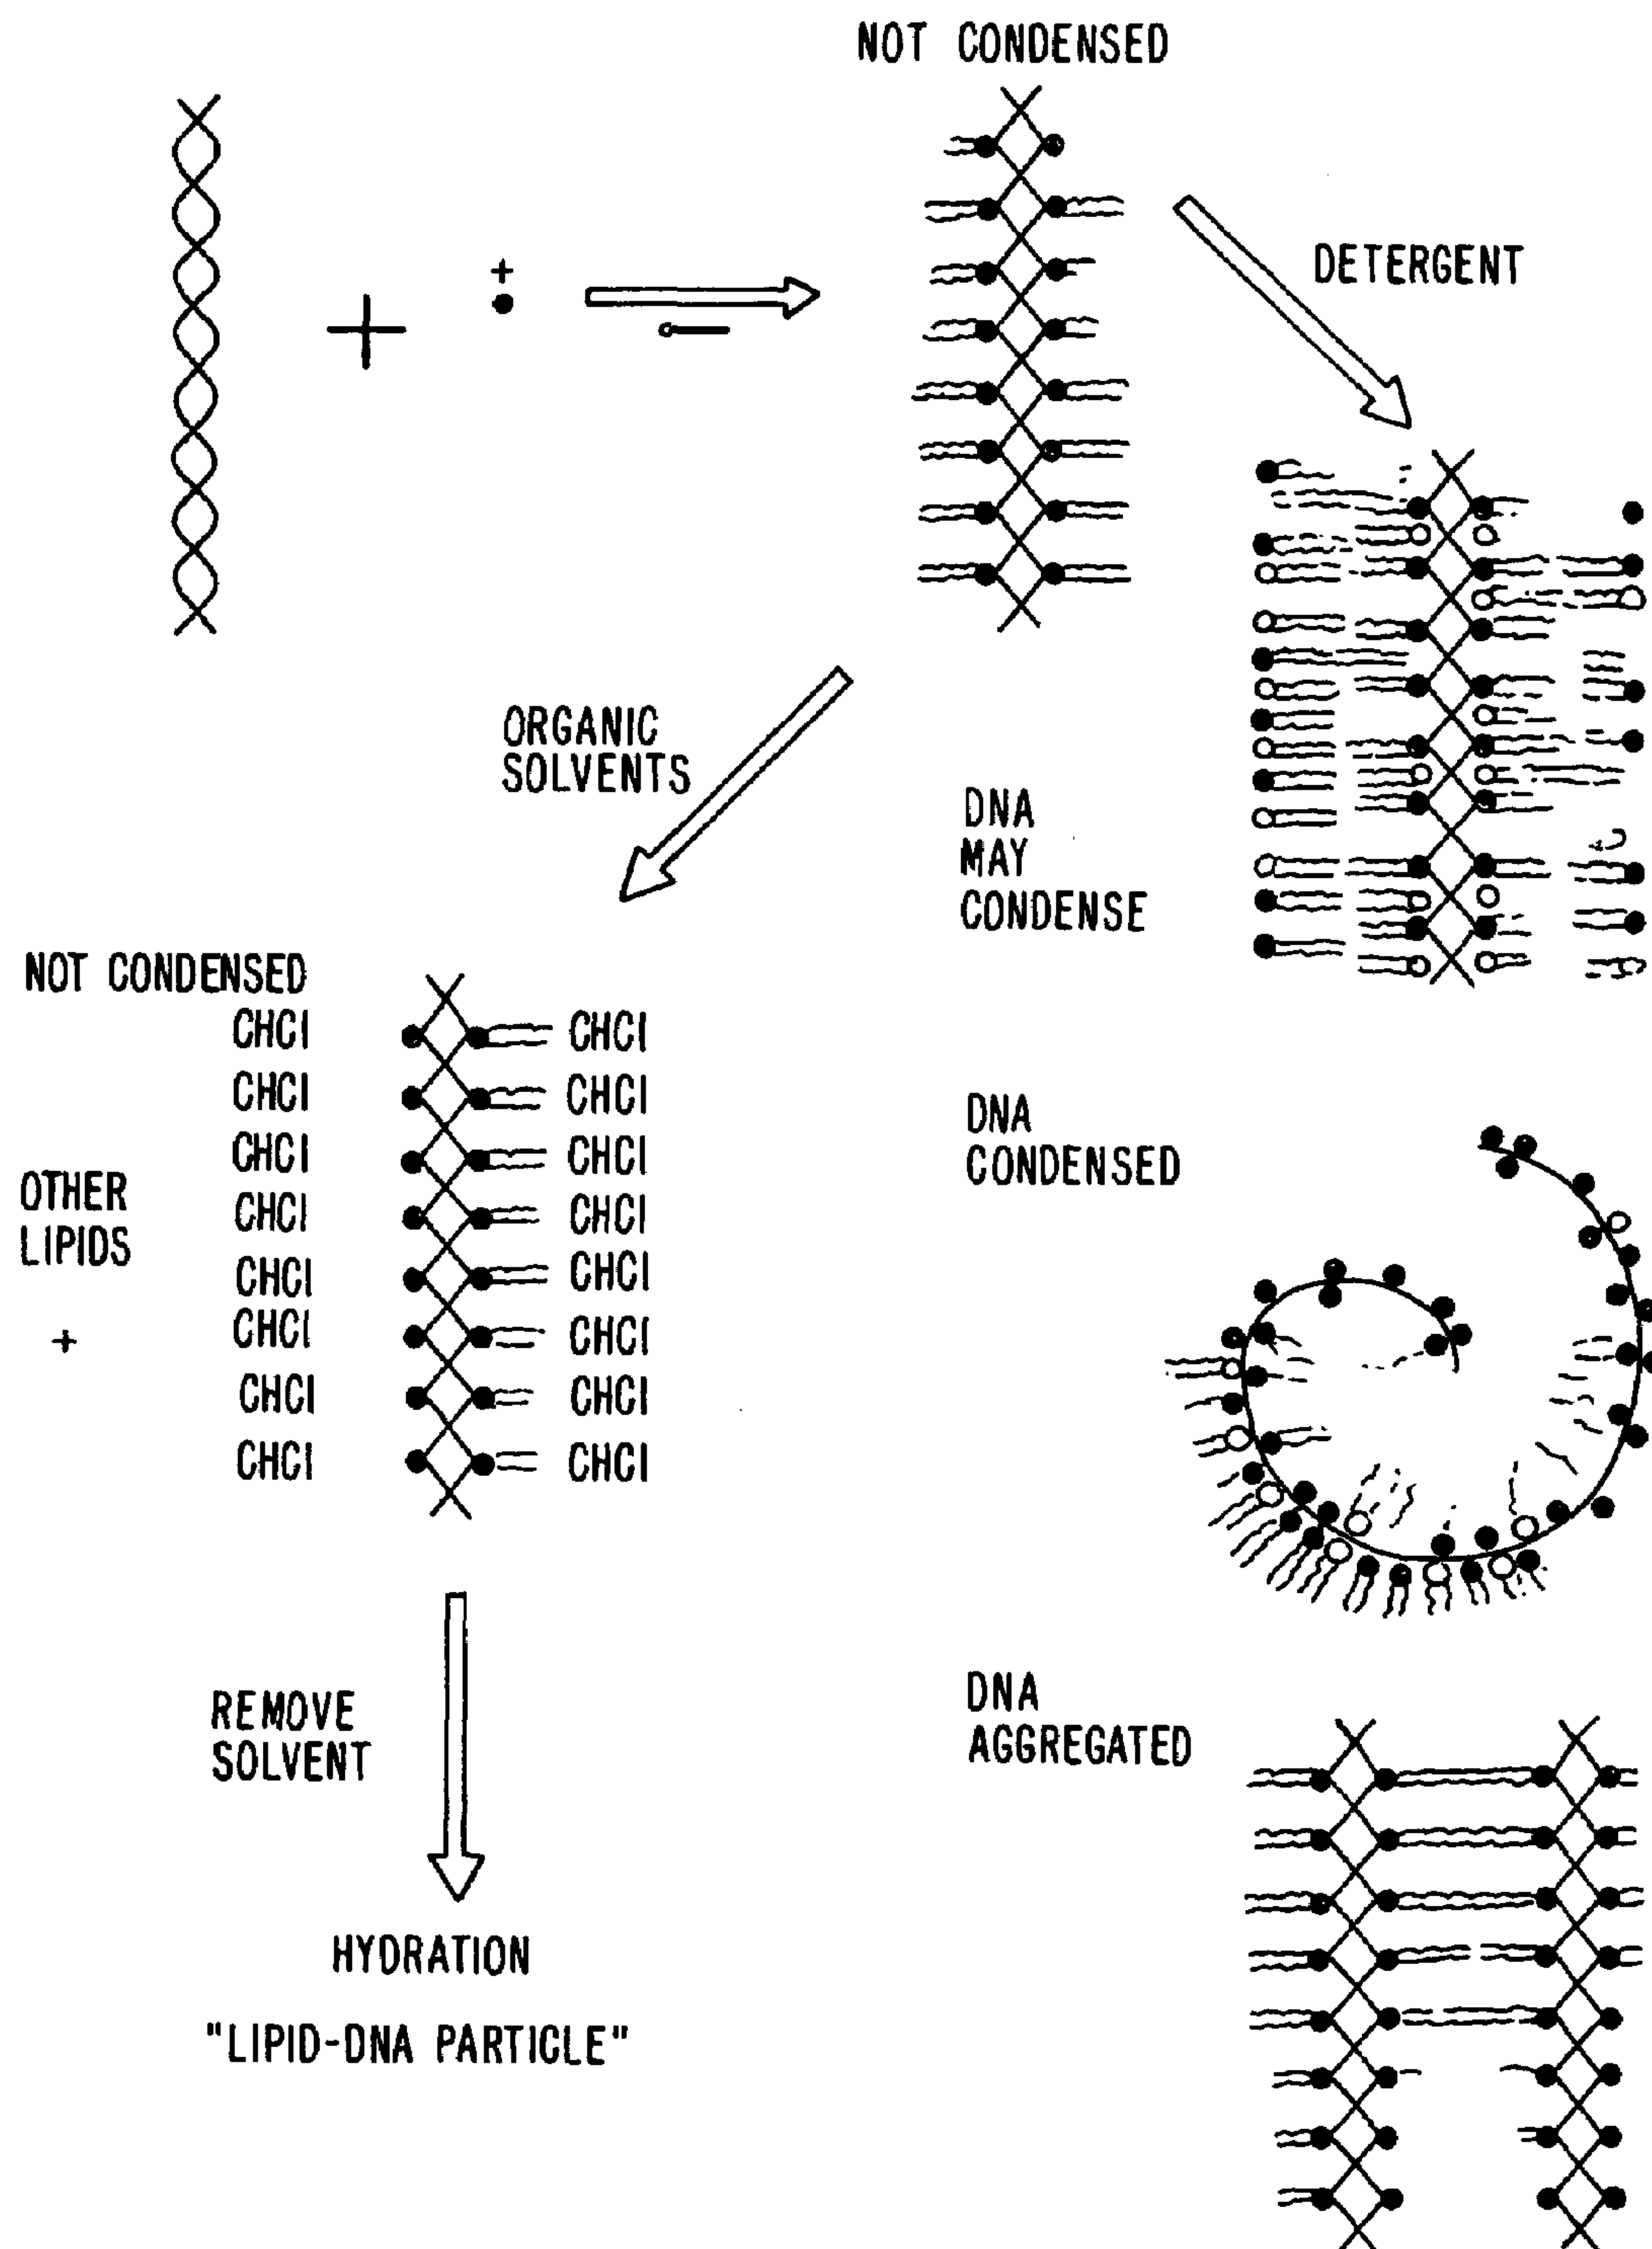 NOT CONDENSED
+
+
DETERGENT
ORGANIC
SOLVENTS
DNA
MAY
CONDENSE
NOT CONDENSED
CHCl CHCl
CHCl CHCl
CHCl CHCl
OTHER
LIPIDS
+
CHCl CHCl
CHCl CHCl
CHCl CHCl
CHCl CHCl
CHCl CHCl
DNA
CONDENSED
REMOVE
SOLVENT
HYDRATION
"LIPID-DNA PARTICLE"
DNA
AGGREGATED